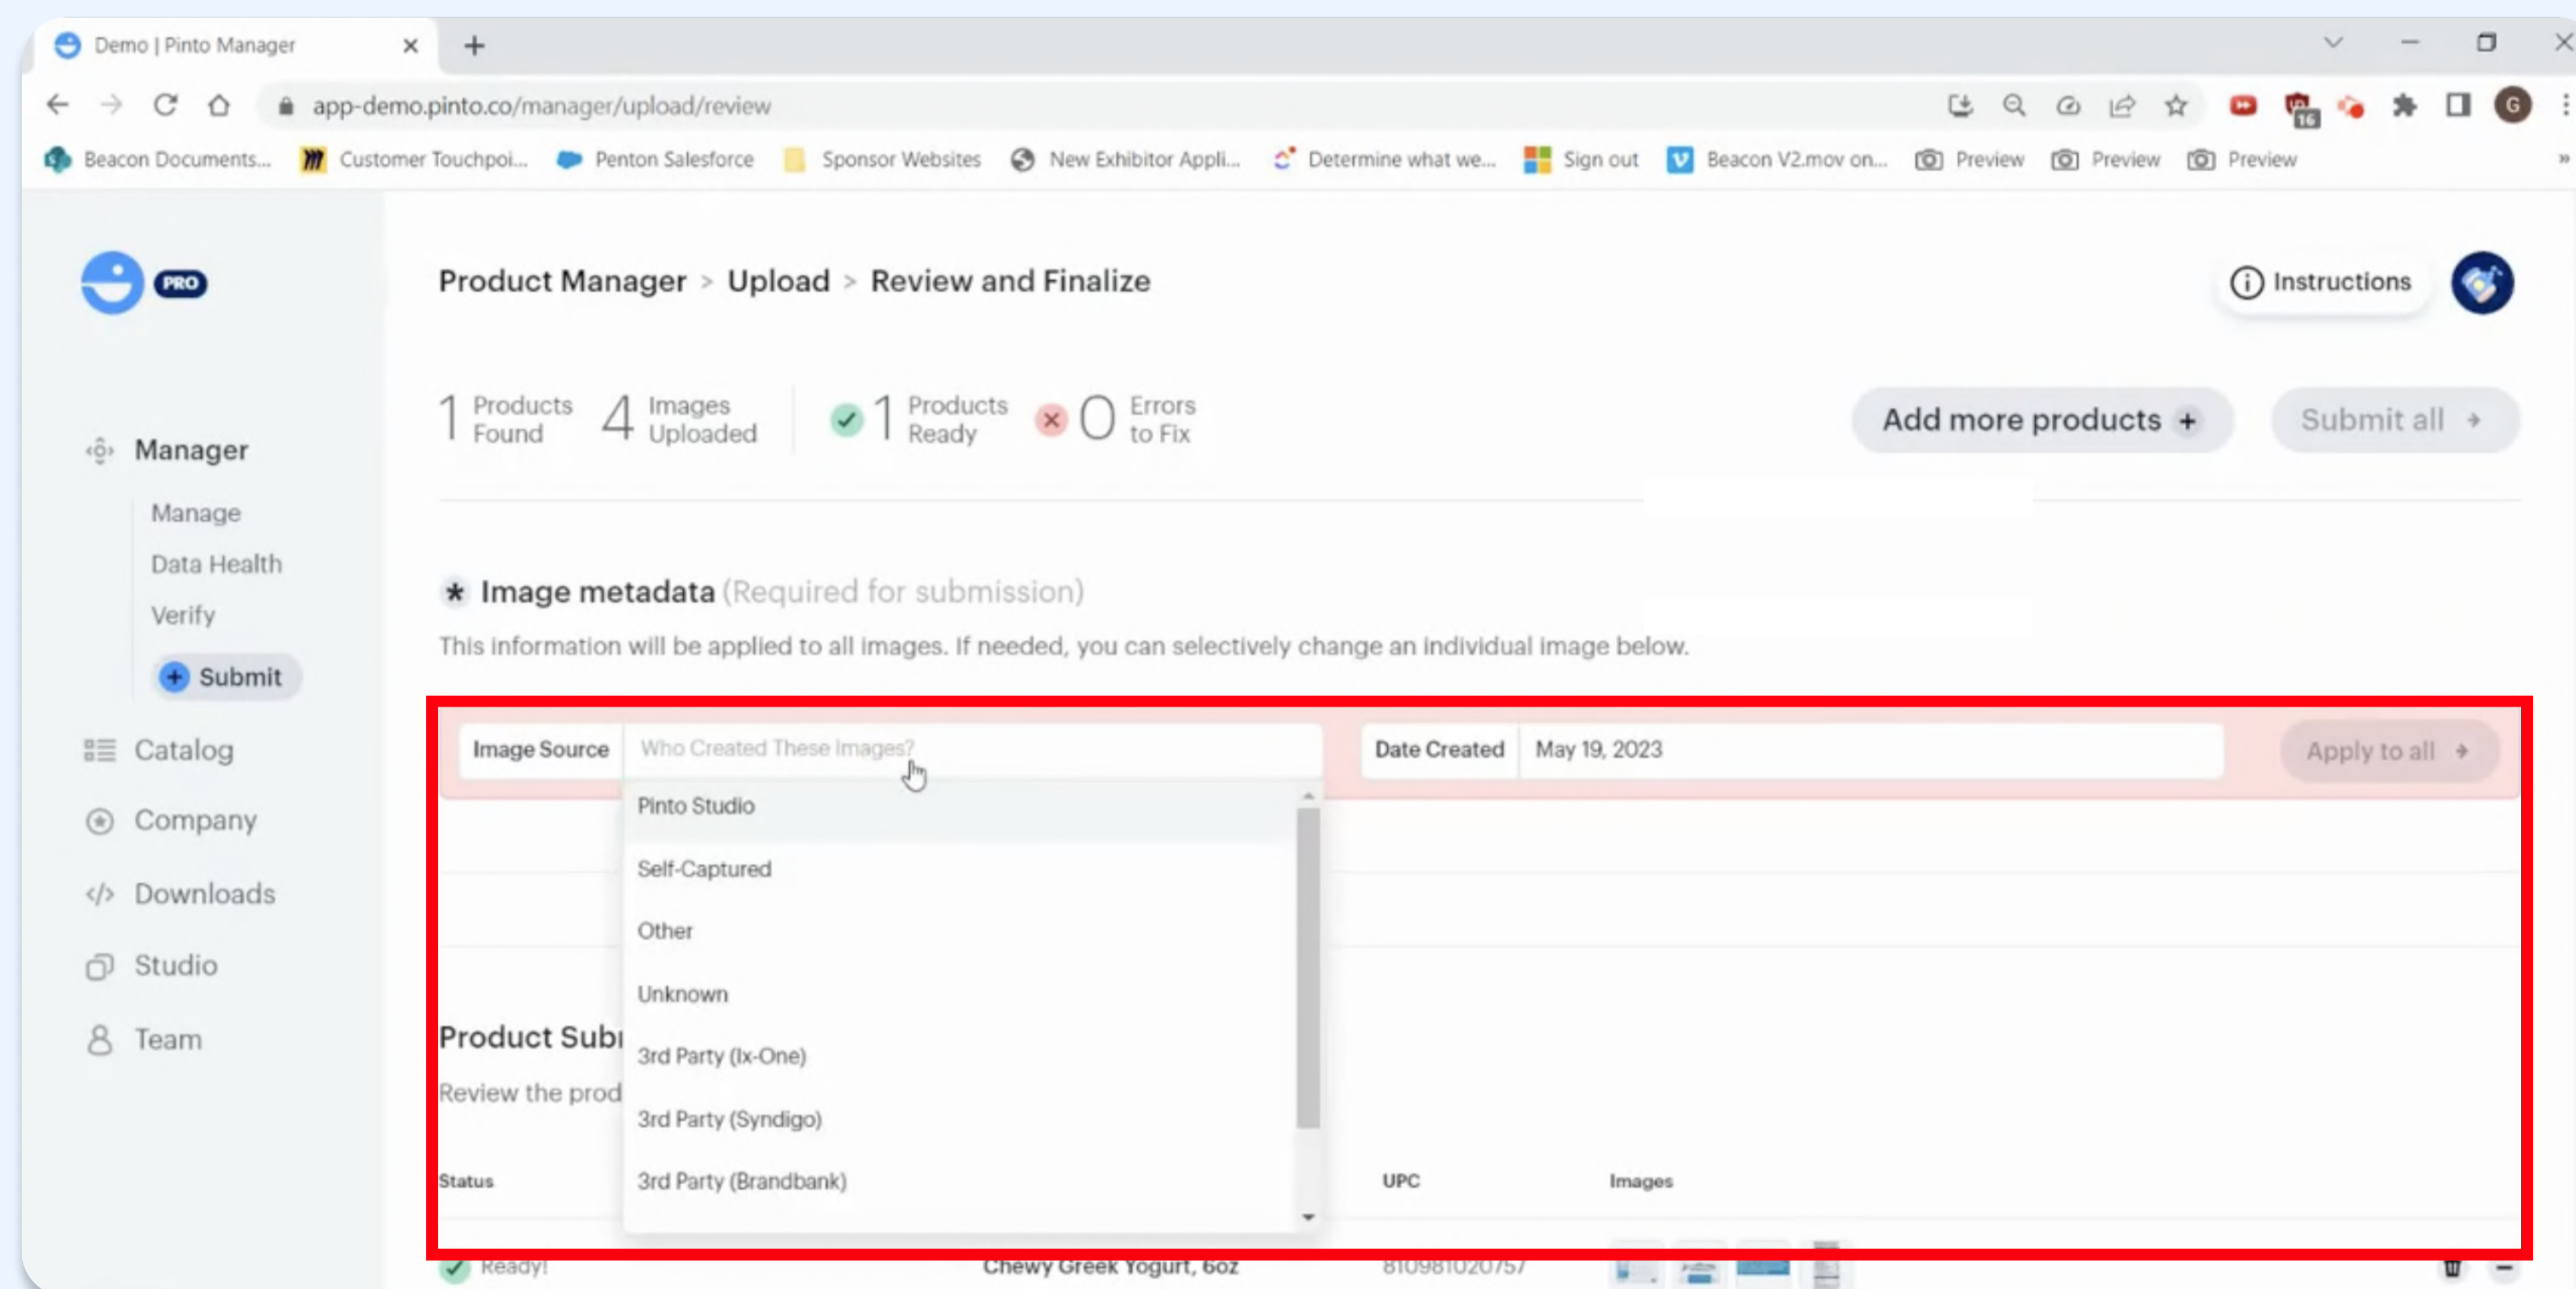 Demo | Pinto Manager
app-demo.pinto.co/manager/upload/review
16
G
Beacon Documents... Customer Touchpoi... Penton Salesforce Sponsor Websites New Exhibitor Appli... Determine what we... Sign out Beacon V2.mov on... Preview Preview Preview
PRO
Product Manager > Upload > Review and Finalize
Instructions
1 Products Found
4 Images Uploaded
1 Products Ready
0 Errors to Fix
Add more products +
Submit all
Manager
Manage
Data Health
Verify
Submit
Catalog
Company
Downloads
Studio
Team
* Image metadata (Required for submission)
This information will be applied to all images. If needed, you can selectively change an individual image below.
Image Source Who Created These Images?
Date Created May 19, 2023
Apply to all
Pinto Studio
Self-Captured
Other
Unknown
3rd Party (Ix-One)
3rd Party (Syndigo)
3rd Party (Brandbank)
Product Sub
Review the prod
Status UPC Images
Ready! Chewy Greek Yogurt, 6oz 810981020757